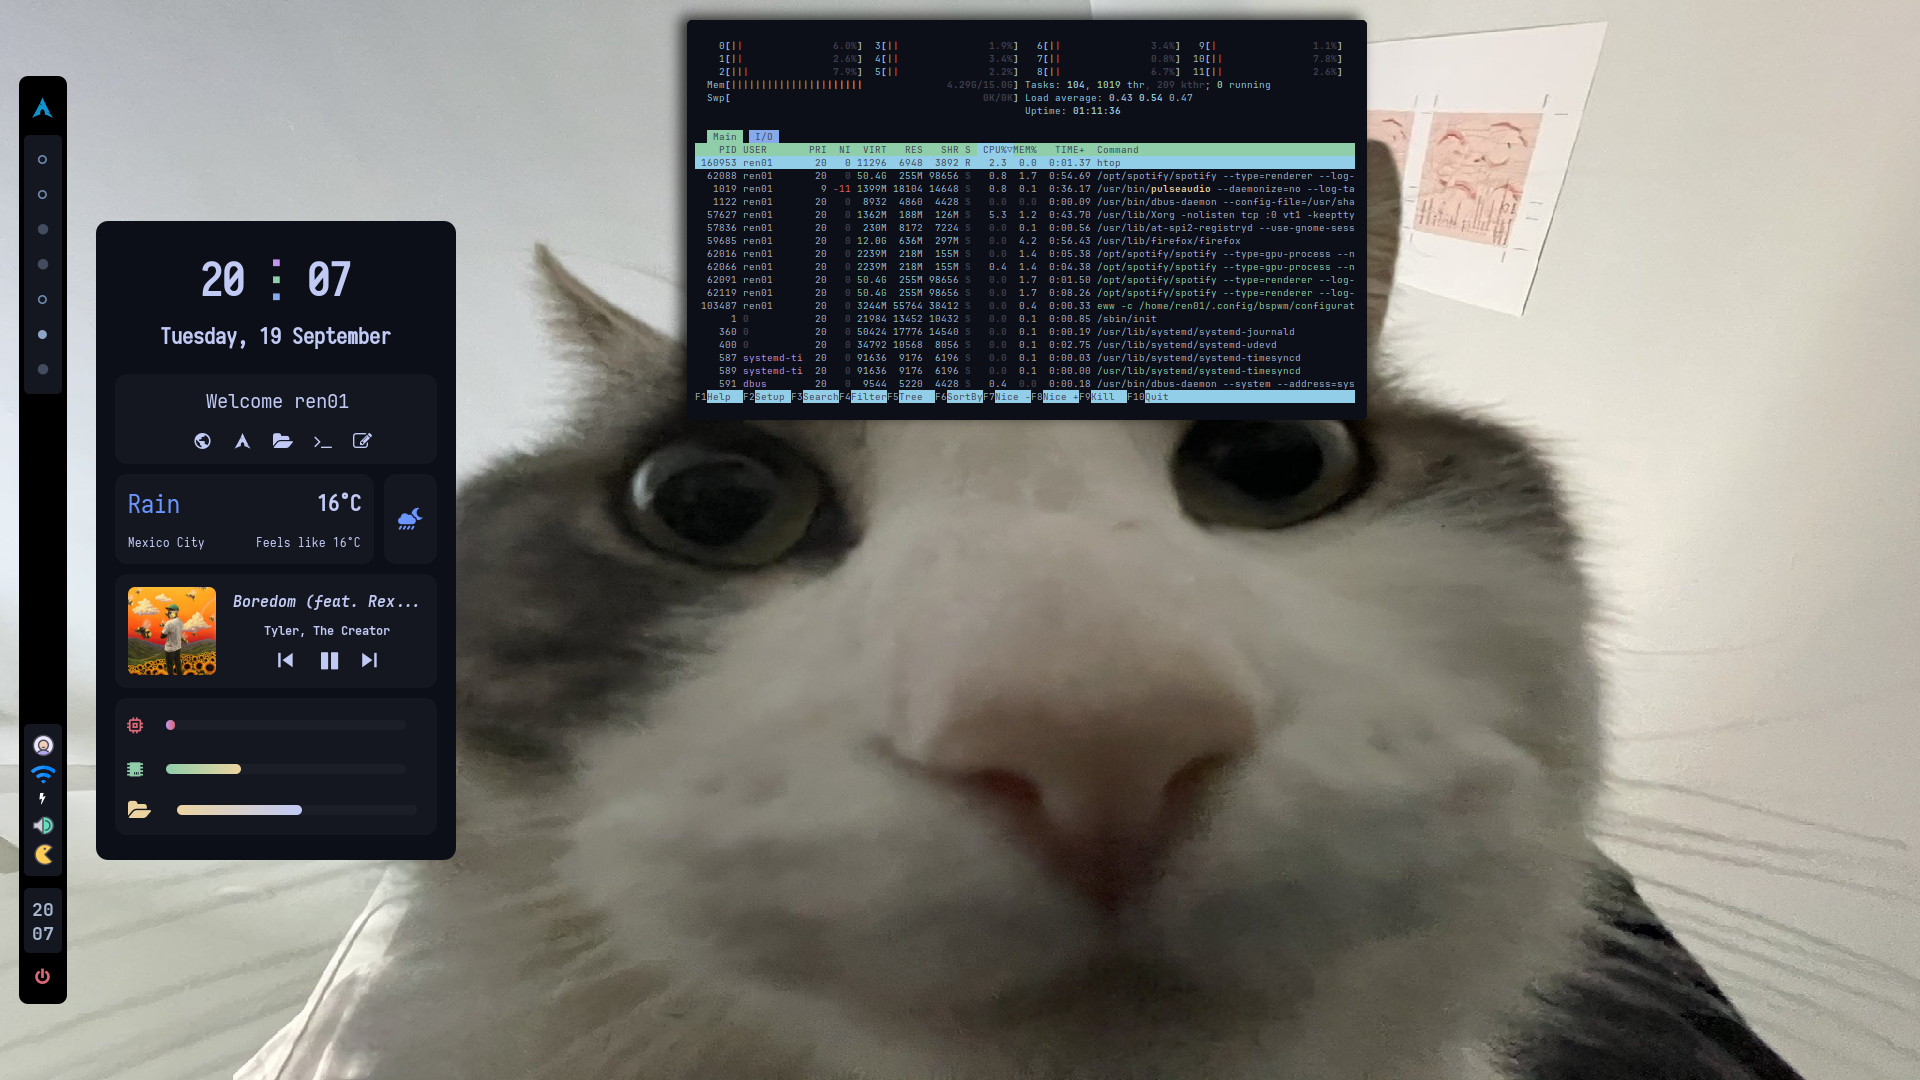 20 : 07
Tuesday, 19 September
Welcome ren01
Rain 16°C
Mexico City Feels like 16°C
Boredom (feat. Rex...
Tyler, The Creator
20
07
0[|| 6.0%] 3[|| 1.9%] 6[|| 3.4%] 9[| 1.1%]
1[|| 2.6%] 4[|| 3.4%] 7[|| 0.8%] 10[|| 7.8%]
2[||| 7.9%] 5[|| 2.2%] 8[|| 6.7%] 11[|| 2.6%]
Mem[|||||||||||||||||||||| 4.29G/15.0G] Tasks: 104, 1019 thr, 209 kthr; 0 running
Swp[ 0K/0K] Load average: 0.43 0.54 0.47
Uptime: 01:11:36
Main I/O
PID USER PRI NI VIRT RES SHR S CPU%▽MEM% TIME+ Command
160953 ren01 20 0 11296 6948 3892 R 2.3 0.0 0:01.37 htop
62088 ren01 20 0 50.4G 255M 98656 S 0.8 1.7 0:54.69 /opt/spotify/spotify --type=renderer --log-
1019 ren01 9 -11 1399M 18104 14648 S 0.8 0.1 0:36.17 /usr/bin/pulseaudio --daemonize=no --log-ta
1122 ren01 20 0 8932 4860 4428 S 0.0 0.0 0:00.09 /usr/bin/dbus-daemon --config-file=/usr/sha
57627 ren01 20 0 1362M 188M 126M S 5.3 1.2 0:43.70 /usr/lib/Xorg -nolisten tcp :0 vt1 -keeptty
57836 ren01 20 0 230M 8172 7224 S 0.0 0.1 0:00.56 /usr/lib/at-spi2-registryd --use-gnome-sess
59685 ren01 20 0 12.0G 636M 297M S 0.0 4.2 0:56.43 /usr/lib/firefox/firefox
62016 ren01 20 0 2239M 218M 155M S 0.0 1.4 0:05.38 /opt/spotify/spotify --type=gpu-process --n
62066 ren01 20 0 2239M 218M 155M S 0.4 1.4 0:04.38 /opt/spotify/spotify --type=gpu-process --n
62091 ren01 20 0 50.4G 255M 98656 S 0.0 1.7 0:01.50 /opt/spotify/spotify --type=renderer --log-
62119 ren01 20 0 50.4G 255M 98656 S 0.0 1.7 0:08.26 /opt/spotify/spotify --type=renderer --log-
103487 ren01 20 0 3244M 55764 38412 S 0.0 0.4 0:00.33 eww -c /home/ren01/.config/bspwm/configurat
1 0 20 0 21984 13452 10432 S 0.0 0.1 0:00.85 /sbin/init
360 0 20 0 50424 17776 14540 S 0.0 0.1 0:00.19 /usr/lib/systemd/systemd-journald
400 0 20 0 34792 10568 8056 S 0.0 0.1 0:02.75 /usr/lib/systemd/systemd-udevd
587 systemd-ti 20 0 91636 9176 6196 S 0.0 0.1 0:00.03 /usr/lib/systemd/systemd-timesyncd
589 systemd-ti 20 0 91636 9176 6196 S 0.0 0.1 0:00.00 /usr/lib/systemd/systemd-timesyncd
591 dbus 20 0 9544 5220 4428 S 0.4 0.0 0:00.18 /usr/bin/dbus-daemon --system --address=sys
F1Help F2Setup F3SearchF4FilterF5Tree F6SortByF7Nice -F8Nice +F9Kill F10Quit